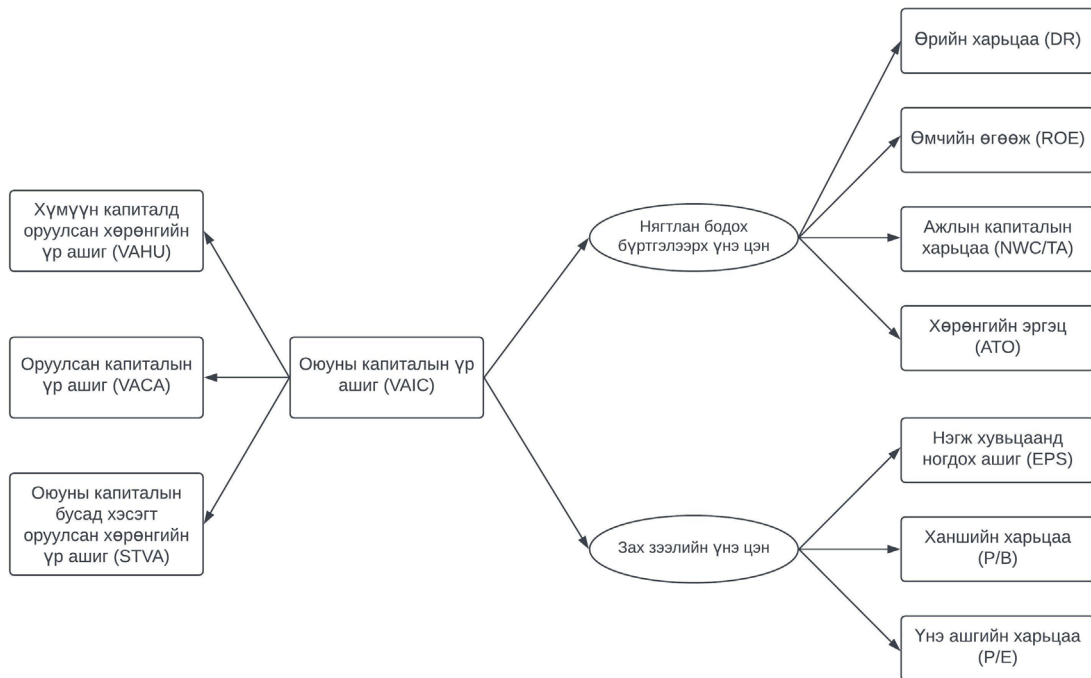 Өрийн харьцаа (DR)
Өмчийн өгөөж (ROE)
Хүмүүн капиталд
оруулсан хөрөнгийн
үр ашиг (VAHU)
Нягтлан бодох
бүртгэлээрх үнэ цэн
Ажлын капиталын
харьцаа (NWC/TA)
Хөрөнгийн эргэц
(ATO)
Оруулсан капиталын
үр ашиг (VACA)
Оюуны капиталын үр
ашиг (VAIC)
Нэгж хувьцаанд
ногдох ашиг (EPS)
Оюуны капиталын
бусад хэсэгт
оруулсан хөрөнгийн
үр ашиг (STVA)
Зах зээлийн үнэ цэн
Ханшийн харьцаа
(P/B)
Үнэ ашгийн харьцаа
(P/E)